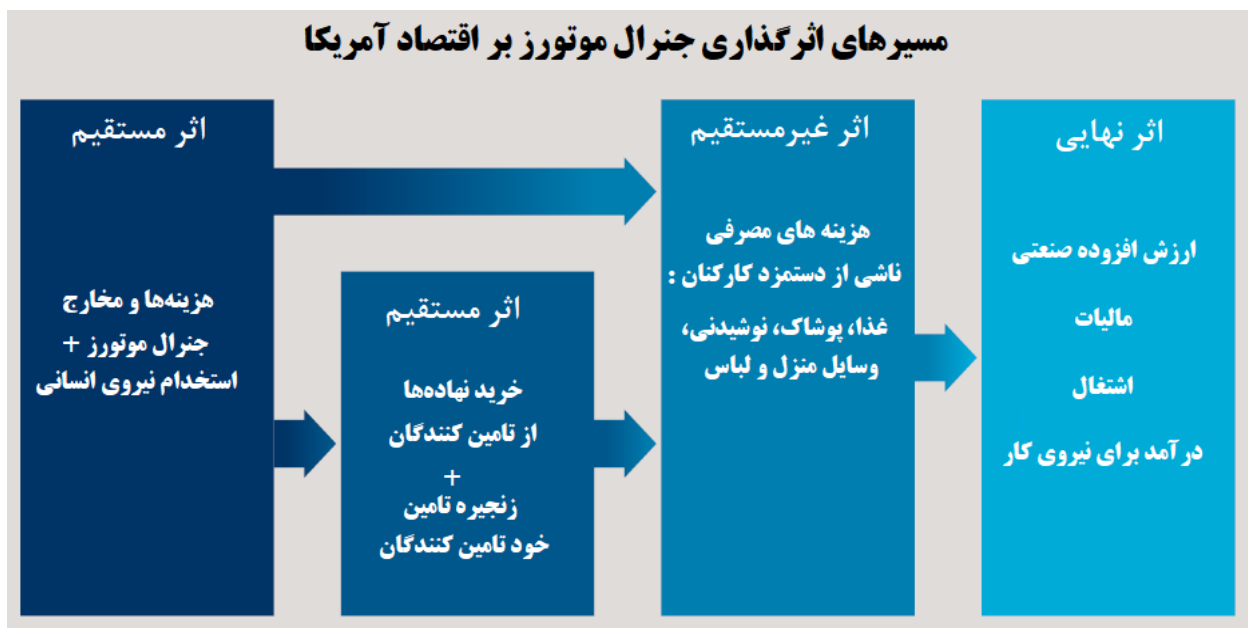 مسیرهای اثرگذاری جنرال موتورز بر اقتصاد آمریکا
اثر مستقیم
هزینه‌ها و مخارج
جنرال موتورز +
استخدام نیروی انسانی
اثر مستقیم
خرید نهاده‌ها
از تامین کنندگان
+
زنجیره تامین
خود تامین کنندگان
اثر غیرمستقیم
هزینه های مصرفی
ناشی از دستمزد کارکنان :
غذا، پوشاک، نوشیدنی،
وسایل منزل و لباس
اثر نهایی
ارزش افزوده صنعتی
مالیات
اشتغال
درآمد برای نیروی کار